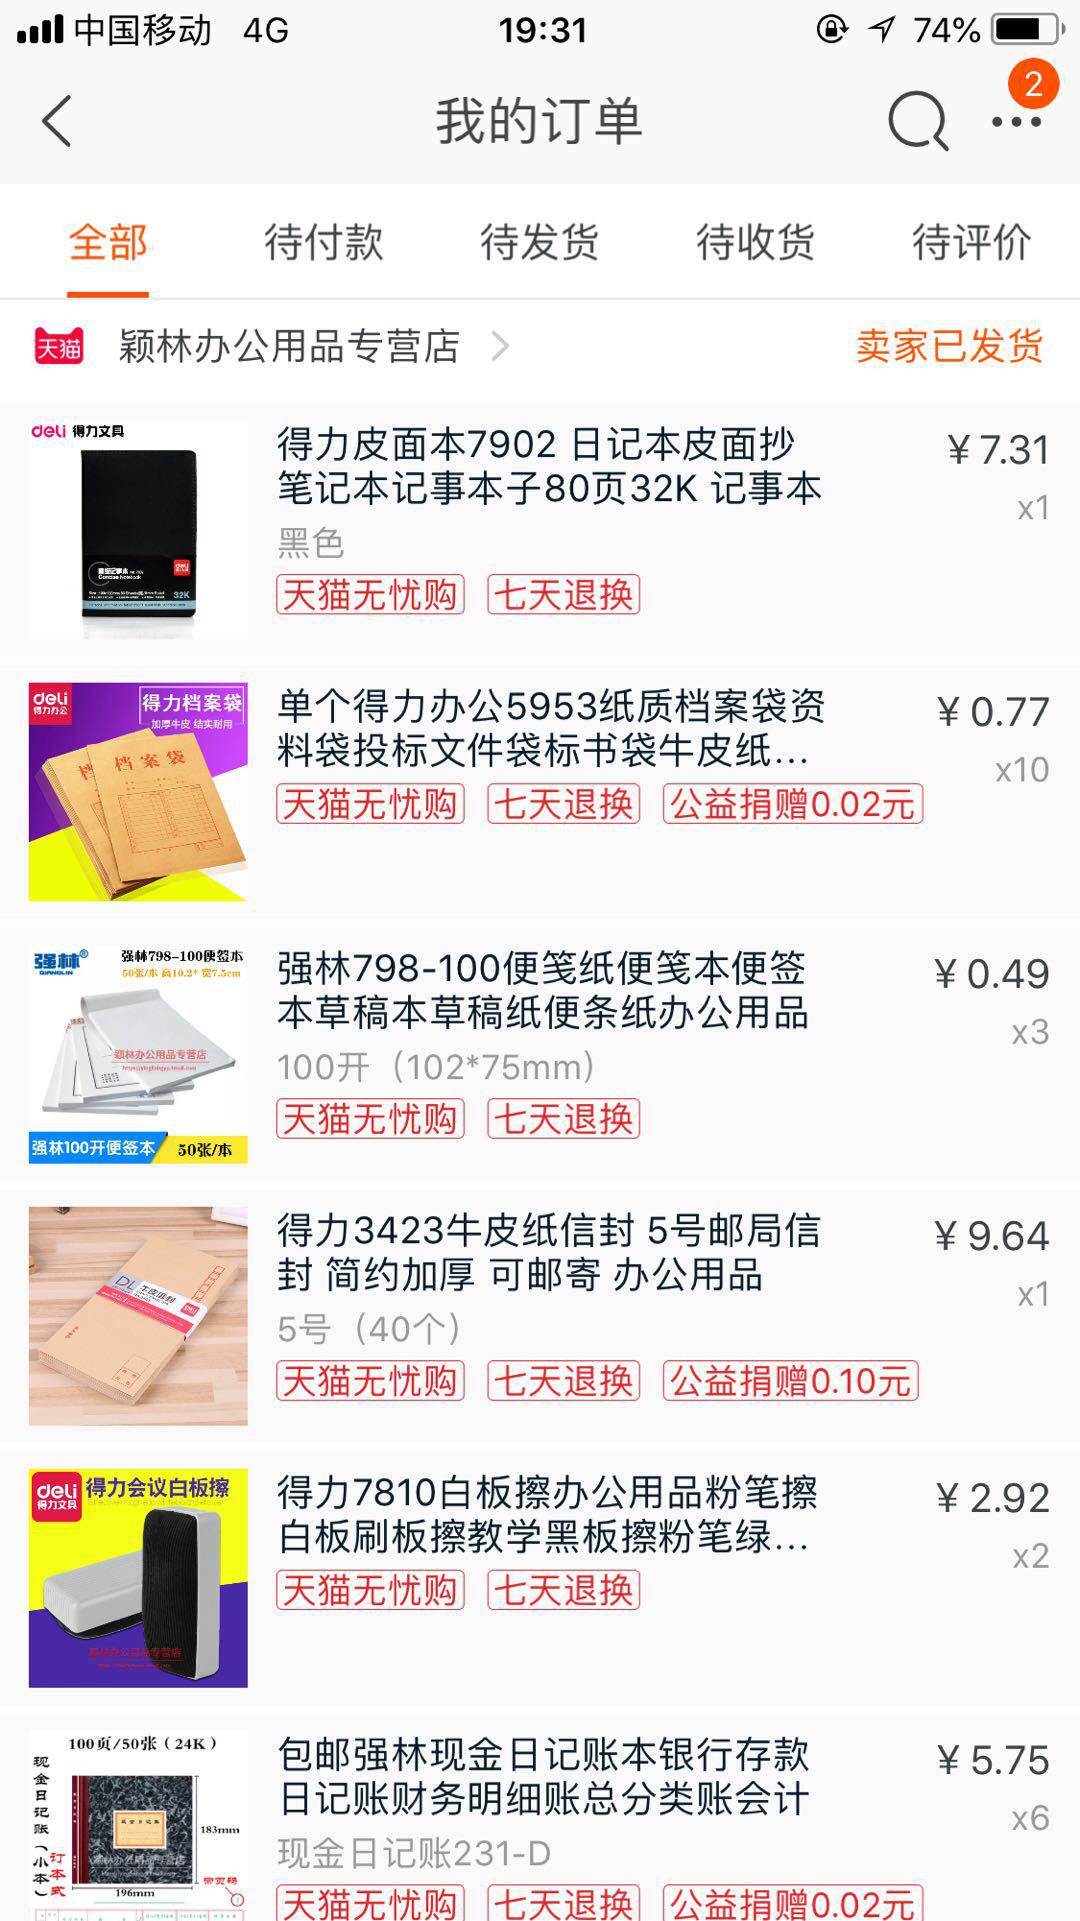 中国移动 4G 19:31 74%
我的订单
2
全部 待付款 待发货 待收货 待评价
天猫 颖林办公用品专营店 卖家已发货
deli 得力文具
deli
32K
得力皮面本7902 日记本皮面抄
笔记本记事本子80页32K 记事本
¥ 7.31
x1
黑色
天猫无忧购 七天退换
deli
得力办公
得力档案袋
加厚牛皮 结实耐用
档案袋
单个得力办公5953纸质档案袋资
料袋投标文件袋标书袋牛皮纸...
¥ 0.77
x10
天猫无忧购 七天退换 公益捐赠0.02元
强林®
QIANGLIN
强林798-100便签本
50张/本 高10.2* 宽7.5cm
颖林办公用品专营店
强林100开便签本 50张/本
强林798-100便笺纸便笺本便签
本草稿本草稿纸便条纸办公用品
¥ 0.49
x3
100开（102*75mm）
天猫无忧购 七天退换
DL 牛皮信封
deli
得力3423牛皮纸信封 5号邮局信
封 简约加厚 可邮寄 办公用品
¥ 9.64
x1
5号（40个）
天猫无忧购 七天退换 公益捐赠0.10元
deli
得力文具
得力会议白板擦
颖林办公用品专营店
得力7810白板擦办公用品粉笔擦
白板刷板擦教学黑板擦粉笔绿...
¥ 2.92
x2
天猫无忧购 七天退换
100页/50张（24K）
现金日记账（小本）
订本式
现金日记账
183mm
196mm
带页码
包邮强林现金日记账本银行存款
日记账财务明细账总分类账会计
¥ 5.75
x6
现金日记账231-D
天猫无忧购 七天退换 公益捐赠0.02元